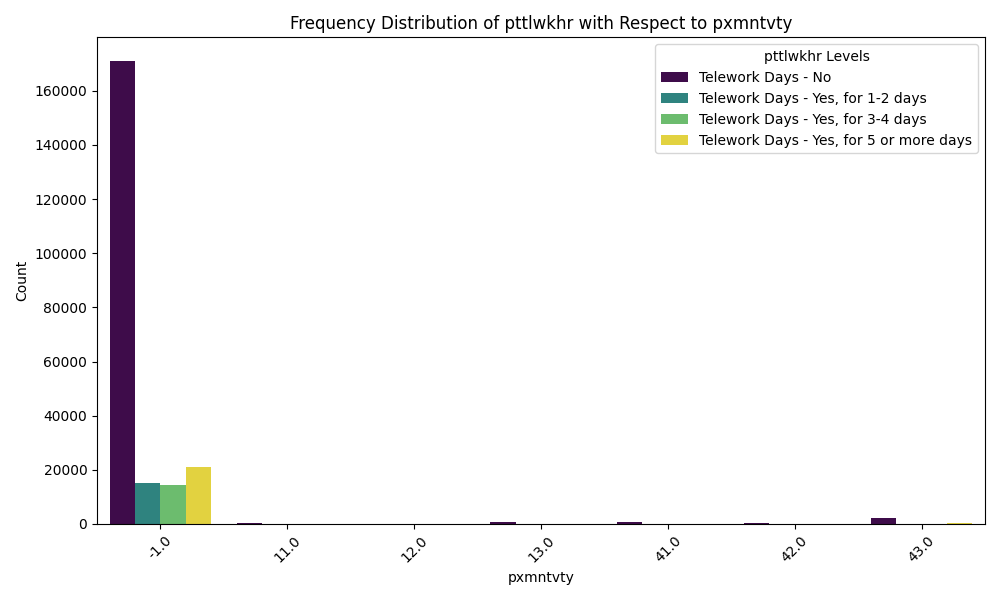 Frequency Distribution of pttlwkhr with Respect to pxmntvty
pttlwkhr Levels
Telework Days - No
Telework Days - Yes, for 1-2 days
Telework Days - Yes, for 3-4 days
Telework Days - Yes, for 5 or more days
Count
160000
140000
120000
100000
80000
60000
40000
20000
0
-1.0
11.0
12.0
13.0
41.0
42.0
43.0
pxmntvty